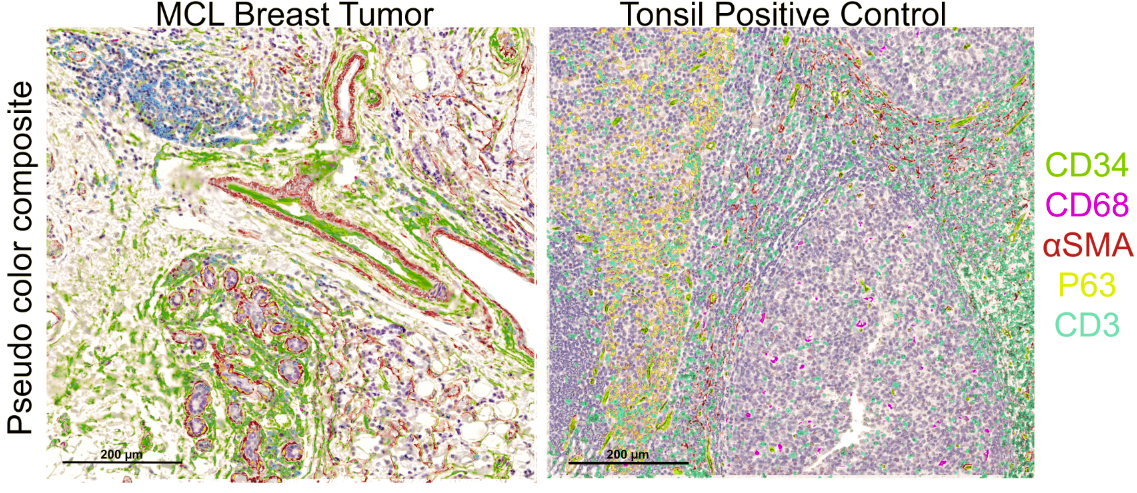 MCL Breast Tumor
Tonsil Positive Control
Pseudo color composite
200 µm
200 µm
CD34
CD68
αSMA
P63
CD3